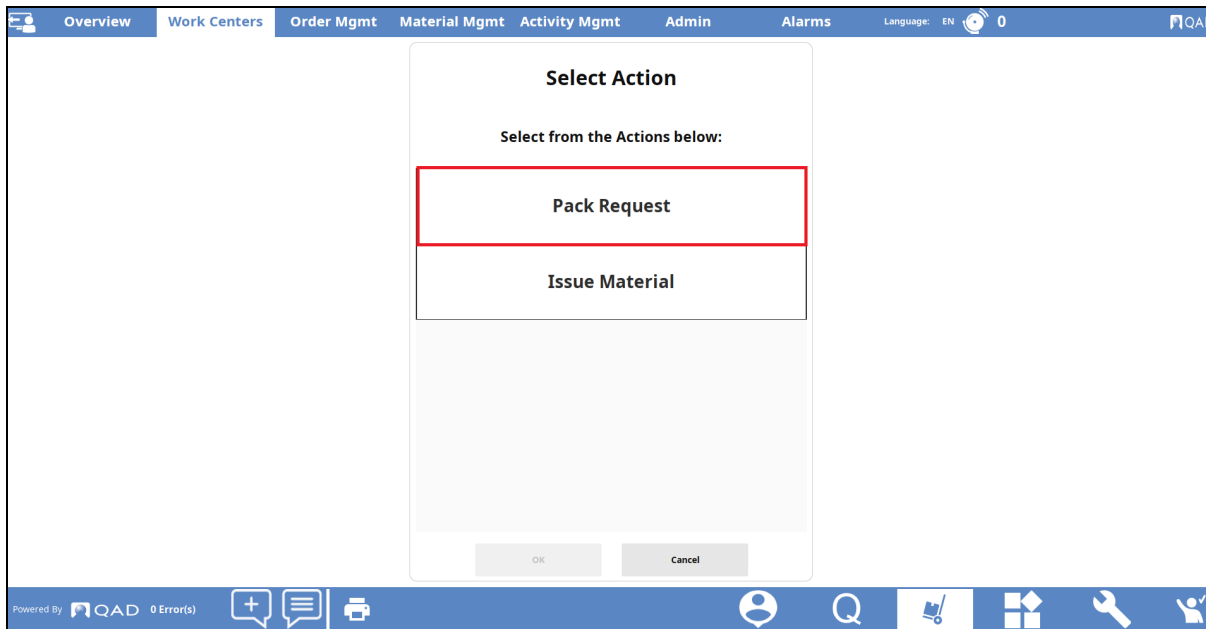 Overview Work Centers Order Mgmt Material Mgmt Activity Mgmt Admin Alarms Language: EN 0 QAD
Select Action
Select from the Actions below:
Pack Request
Issue Material
OK Cancel
Powered By QAD 0 Error(s) Q